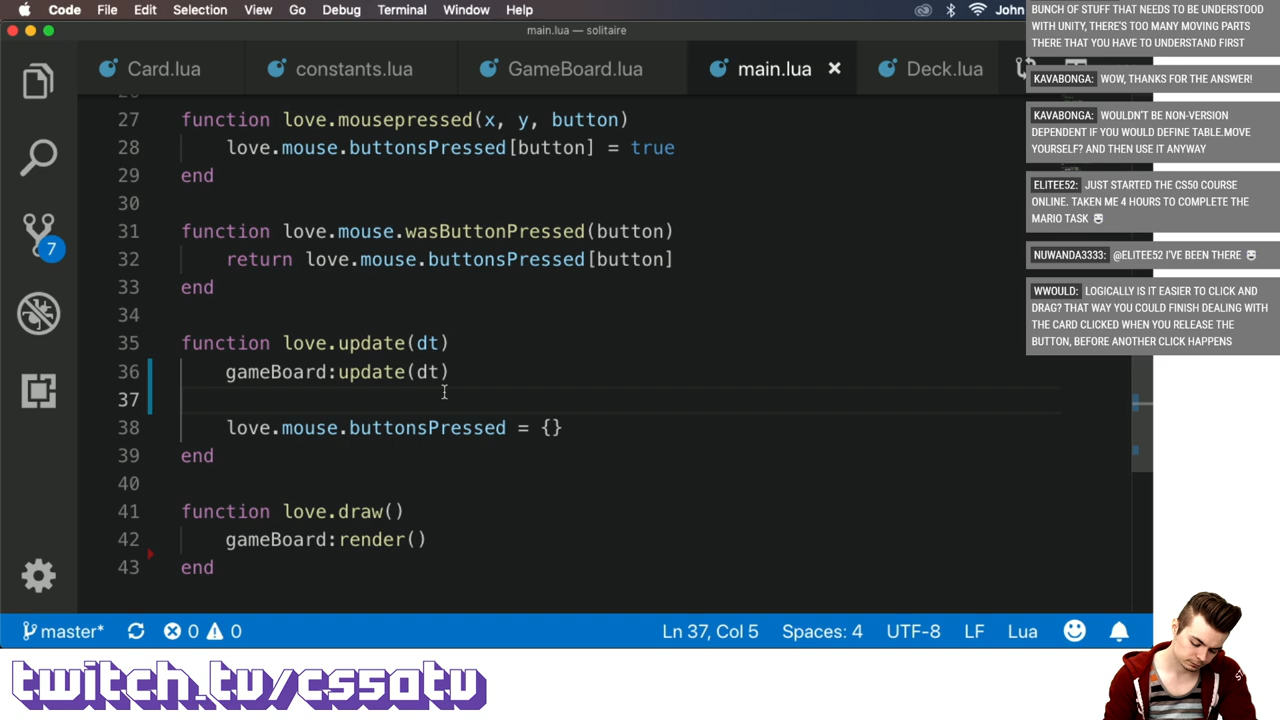 Code File Edit Selection View Go Debug Terminal Window Help John
main.lua — solitaire
Card.lua constants.lua GameBoard.lua main.lua × Deck.lua
27 function love.mousepressed(x, y, button)
28 love.mouse.buttonsPressed[button] = true
29 end
30
31 function love.mouse.wasButtonPressed(button)
32 return love.mouse.buttonsPressed[button]
33 end
34
35 function love.update(dt)
36 gameBoard:update(dt)
37
38 love.mouse.buttonsPressed = {}
39 end
40
41 function love.draw()
42 gameBoard:render()
43 end
7
master* 0 0 Ln 37, Col 5 Spaces: 4 UTF-8 LF Lua
BUNCH OF STUFF THAT NEEDS TO BE UNDERSTOOD
WITH UNITY, THERE'S TOO MANY MOVING PARTS
THERE THAT YOU HAVE TO UNDERSTAND FIRST
KAVABONGA: WOW, THANKS FOR THE ANSWER!
KAVABONGA: WOULDN'T BE NON-VERSION
DEPENDENT IF YOU WOULD DEFINE TABLE.MOVE
YOURSELF? AND THEN USE IT ANYWAY
ELITEE52: JUST STARTED THE CS50 COURSE
ONLINE. TAKEN ME 4 HOURS TO COMPLETE THE
MARIO TASK
NUWANDA3333: @ELITEE52 I'VE BEEN THERE
WWOULD: LOGICALLY IS IT EASIER TO CLICK AND
DRAG? THAT WAY YOU COULD FINISH DEALING WITH
THE CARD CLICKED WHEN YOU RELEASE THE
BUTTON, BEFORE ANOTHER CLICK HAPPENS
twitch.tv/cs50tv